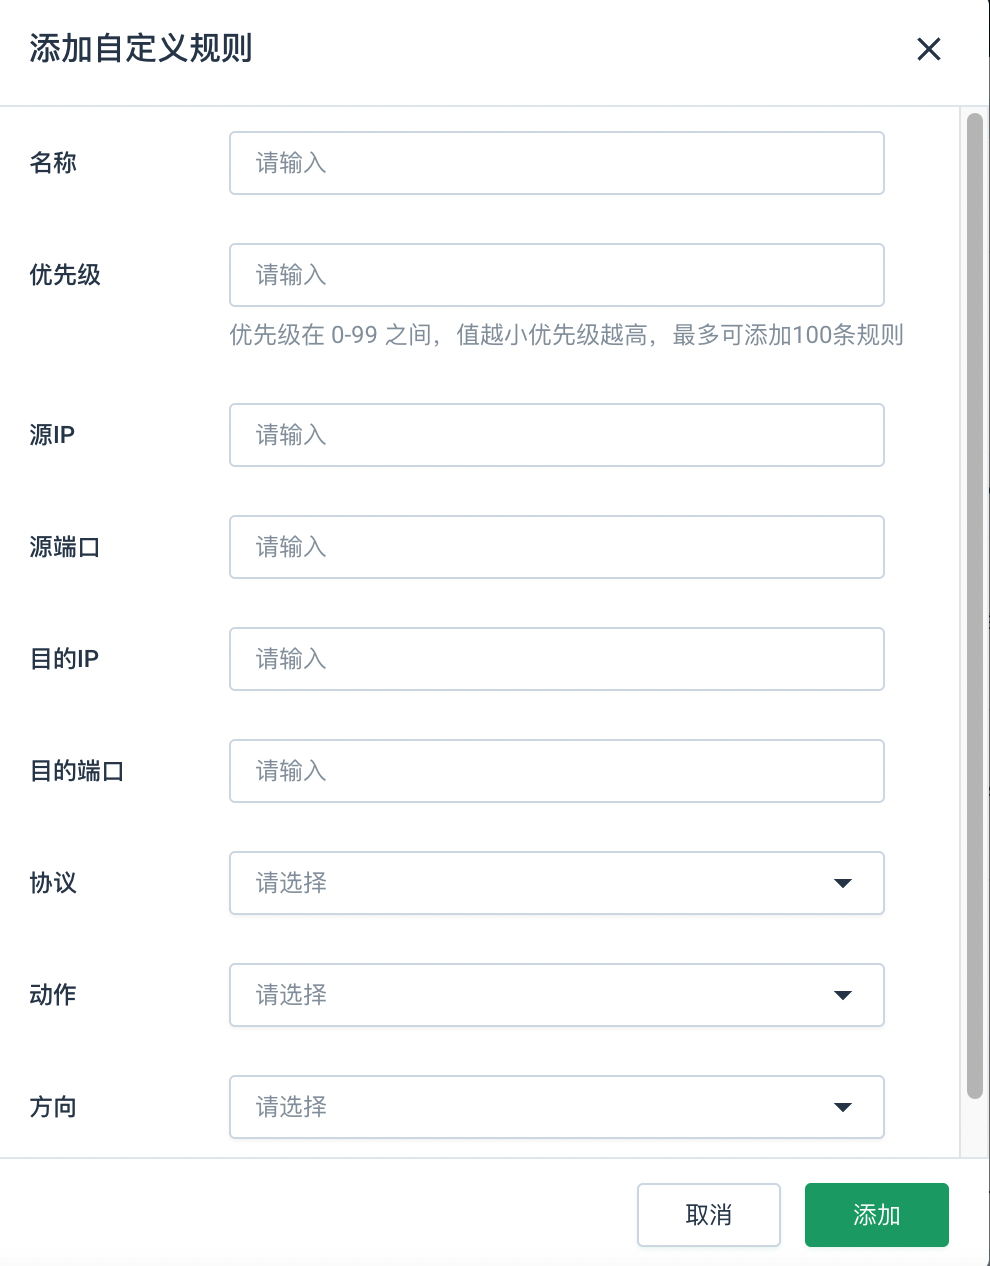 添加自定义规则
名称
请输入
优先级
请输入
优先级在 0-99 之间，值越小优先级越高，最多可添加100条规则
源IP
请输入
源端口
请输入
目的IP
请输入
目的端口
请输入
协议
请选择
动作
请选择
方向
请选择
取消
添加